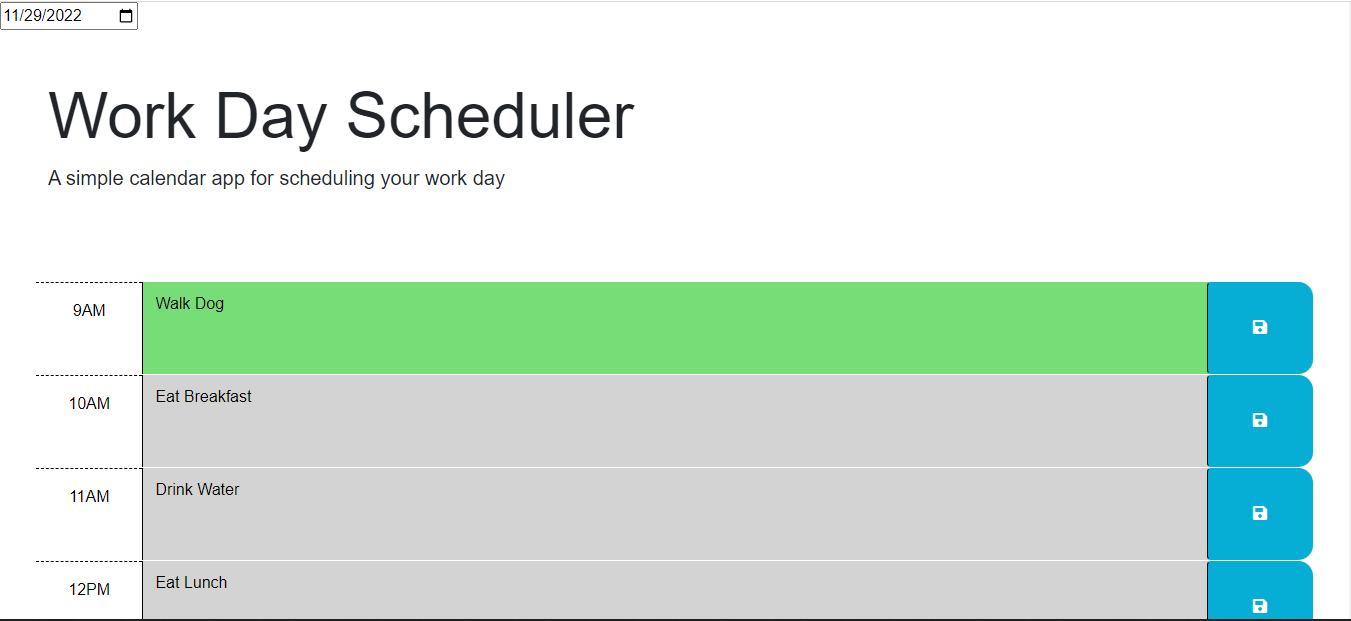 11/29/2022
Work Day Scheduler
A simple calendar app for scheduling your work day
9AM
Walk Dog
10AM
Eat Breakfast
11AM
Drink Water
12PM
Eat Lunch